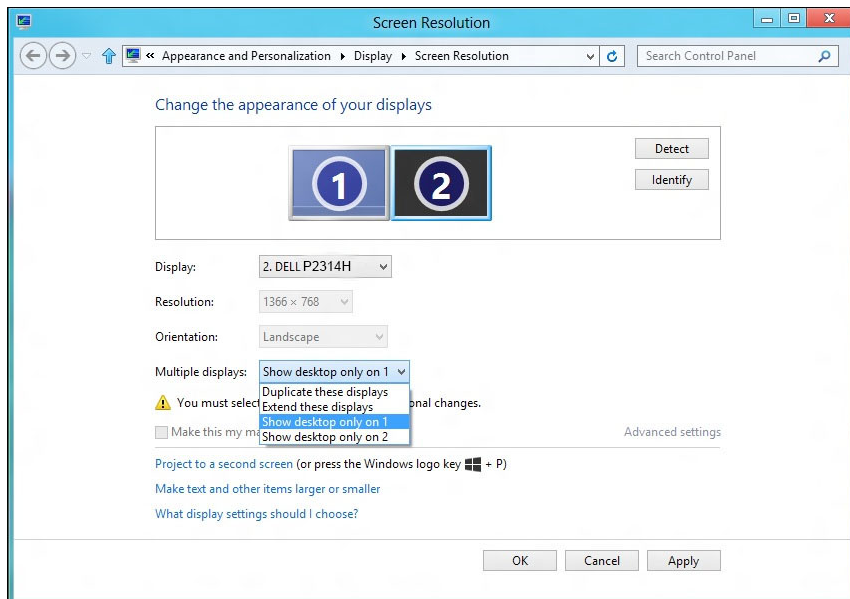 Screen Resolution
« Appearance and Personalization Display Screen Resolution
Search Control Panel
Change the appearance of your displays
1 2
Detect
Identify
Display: 2. DELL P2314H
Resolution: 1366 × 768
Orientation: Landscape
Multiple displays: Show desktop only on 1
Duplicate these displays
You must select onal changes.
Extend these displays
Show desktop only on 1
Make this my ma
Show desktop only on 2
Advanced settings
Project to a second screen (or press the Windows logo key + P)
Make text and other items larger or smaller
What display settings should I choose?
OK Cancel Apply